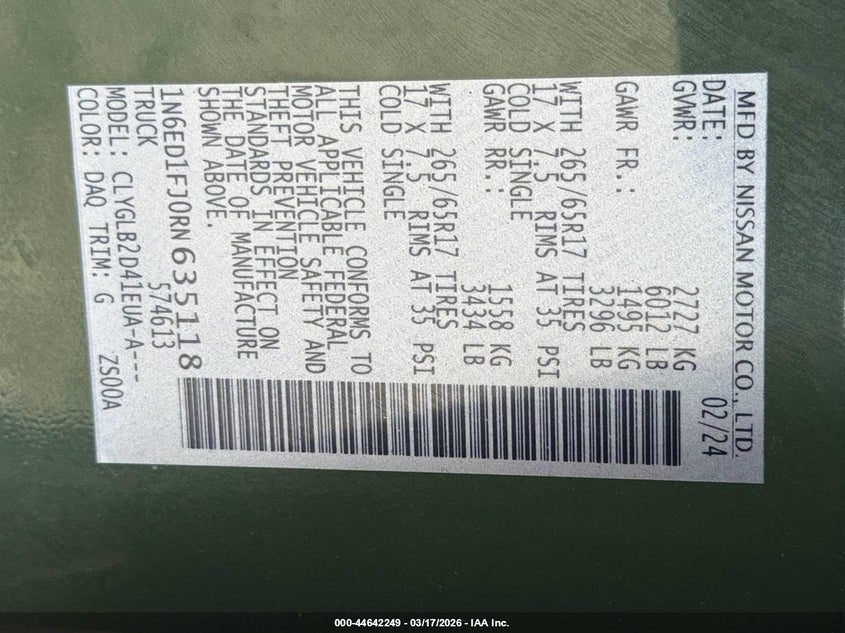 MFD BY NISSAN MOTOR CO., LTD.
DATE: 02/24
GVWR: 2727 KG
6012 LB
GAWR FR.: 1495 KG
3296 LB
WITH 265/65R17 TIRES
17 X 7.5 RIMS AT 35 PSI
COLD SINGLE
GAWR RR.: 1558 KG
3434 LB
WITH 265/65R17 TIRES
17 X 7.5 RIMS AT 35 PSI
COLD SINGLE
THIS VEHICLE CONFORMS TO
ALL APPLICABLE FEDERAL
MOTOR VEHICLE SAFETY AND
THEFT PREVENTION
STANDARDS IN EFFECT ON
THE DATE OF MANUFACTURE
SHOWN ABOVE.
1N6ED1FJ0RN635118
TRUCK 574613
MODEL: CLYGLB2D41EUA-A---
COLOR: DAQ TRIM: G ZS00A
000-44642249 - 03/17/2026 - IAA Inc.